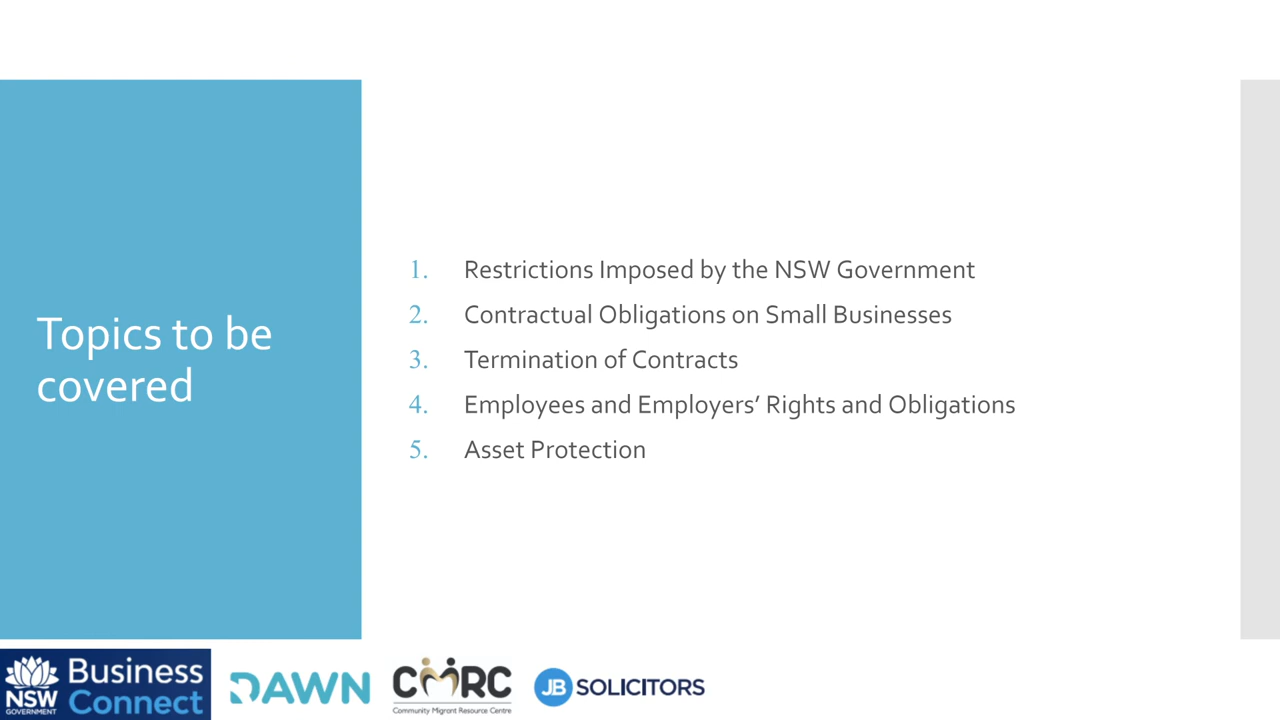 Topics to be
covered
1. Restrictions Imposed by the NSW Government
2. Contractual Obligations on Small Businesses
3. Termination of Contracts
4. Employees and Employers’ Rights and Obligations
5. Asset Protection
NSW
GOVERNMENT
Business
Connect
DAWN
CMRC
Community Migrant Resource Centre
JB SOLICITORS